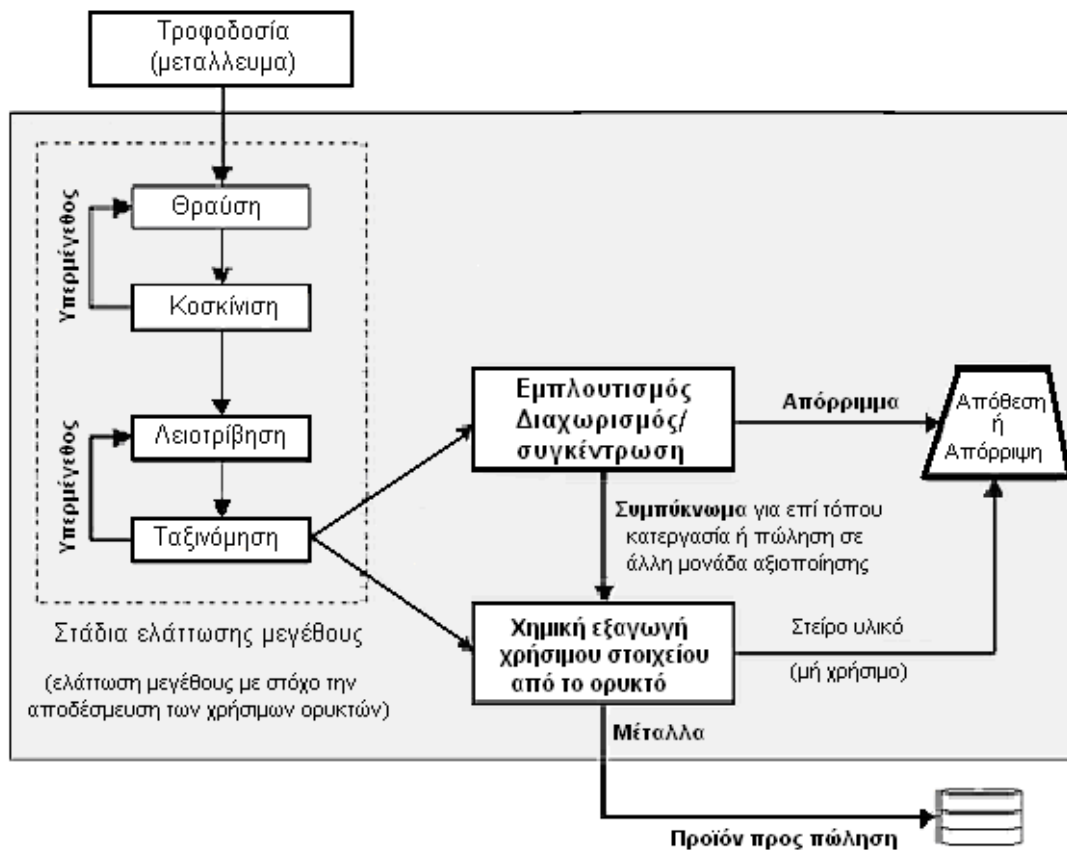 Τροφοδοσία
(μεταλλευμα)
Υπερμέγεθος
Θραύση
Κοσκίνιση
Υπερμέγεθος
Λειοτρίβηση
Ταξινόμηση
Στάδια ελάττωσης μεγέθους
(ελάττωση μεγέθους με στόχο την
αποδέσμευση των χρήσιμων ορυκτών)
Εμπλουτισμός
Διαχωρισμός/
συγκέντρωση
Απόρριμμα
Απόθεση
ή
Απόρριψη
Συμπύκνωμα για επί τόπου
κατεργασία ή πώληση σε
άλλη μονάδα αξιοποίησης
Χημική εξαγωγή
χρήσιμου στοιχείου
από το ορυκτό
Στείρο υλικό
(μή χρήσιμο)
Μέταλλα
Προϊόν προς πώληση